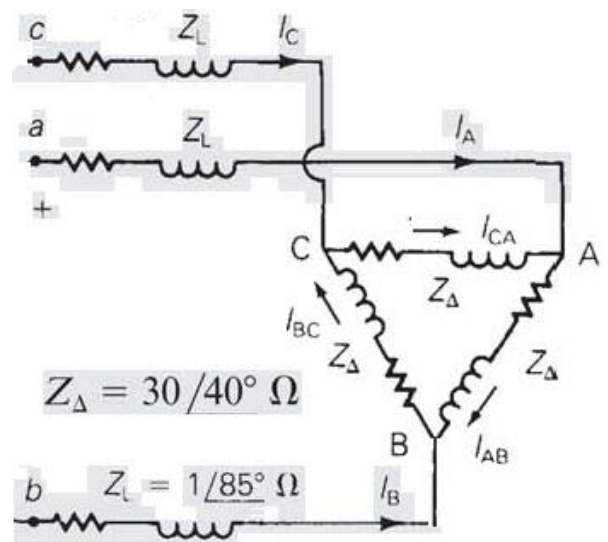 c Z_L I_C
a Z_L I_A
+
C I_CA A
Z_Δ
I_BC Z_Δ Z_Δ
Z_Δ = 30 /40° Ω
B I_AB
b Z_L = 1/85° Ω I_B